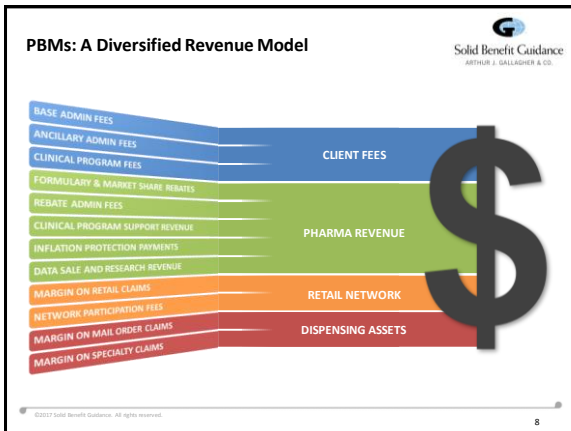 PBMs: A Diversified Revenue Model
Solid Benefit Guidance
ARTHUR J. GALLAGHER & CO.
BASE ADMIN FEES
ANCILLARY ADMIN FEES
CLINICAL PROGRAM FEES
CLIENT FEES
FORMULARY & MARKET SHARE REBATES
REBATE ADMIN FEES
CLINICAL PROGRAM SUPPORT REVENUE
INFLATION PROTECTION PAYMENTS
DATA SALE AND RESEARCH REVENUE
PHARMA REVENUE
MARGIN ON RETAIL CLAIMS
NETWORK PARTICIPATION FEES
RETAIL NETWORK
MARGIN ON MAIL ORDER CLAIMS
MARGIN ON SPECIALTY CLAIMS
DISPENSING ASSETS
$
©2017 Solid Benefit Guidance. All rights reserved.
8